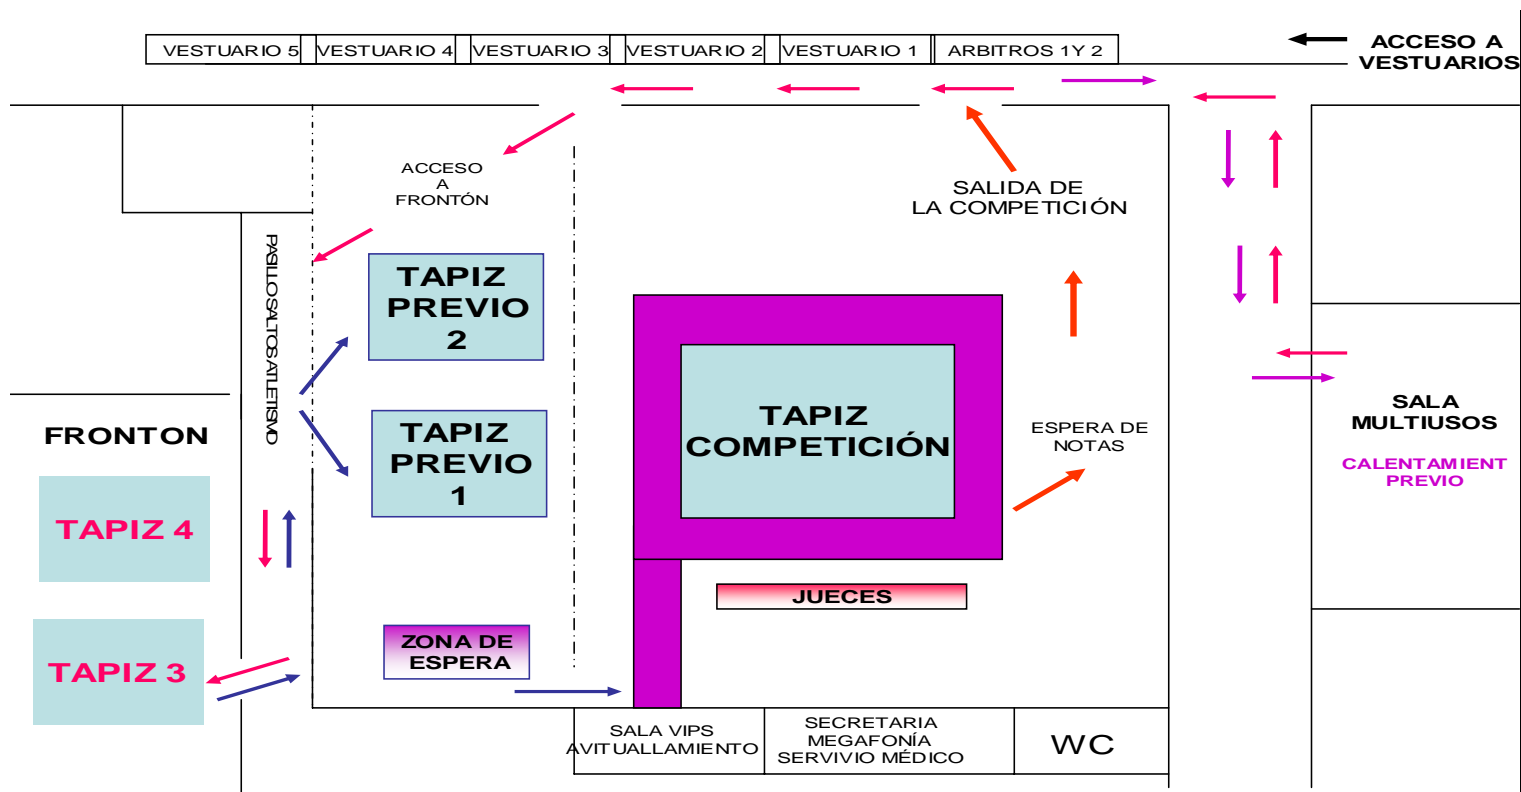 VESTUARIO 5
VESTUARIO 4
VESTUARIO 3
VESTUARIO 2
VESTUARIO 1
ARBITROS 1Y 2
ACCESO A
VESTUARIOS
ACCESO
A
FRONTÓN
SALIDA DE
LA COMPETICIÓN
PASILLO SALTOS ATLETISMO
TAPIZ
PREVIO
2
TAPIZ
PREVIO
1
TAPIZ
COMPETICIÓN
ESPERA DE
NOTAS
SALA
MULTIUSOS
CALENTAMIENT
PREVIO
FRONTON
TAPIZ 4
TAPIZ 3
JUECES
ZONA DE
ESPERA
SALA VIPS
AVITUALLAMIENTO
SECRETARIA
MEGAFONÍA
SERVIVIO MÉDICO
WC